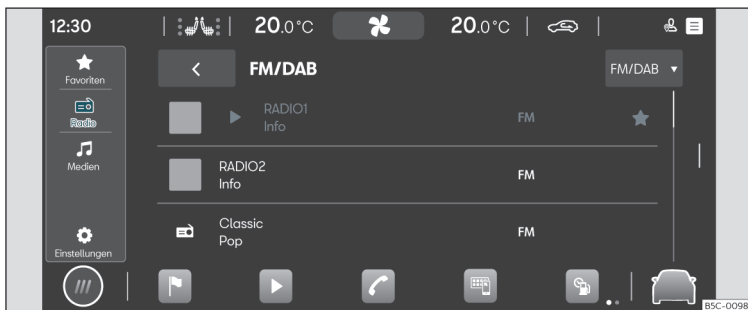 12:30
20.0°C
20.0°C
Favoriten
FM/DAB
FM/DAB
Radio
RADIO1
Info
FM
Medien
RADIO2
Info
FM
Classic
Pop
FM
Einstellungen
B5C-0098